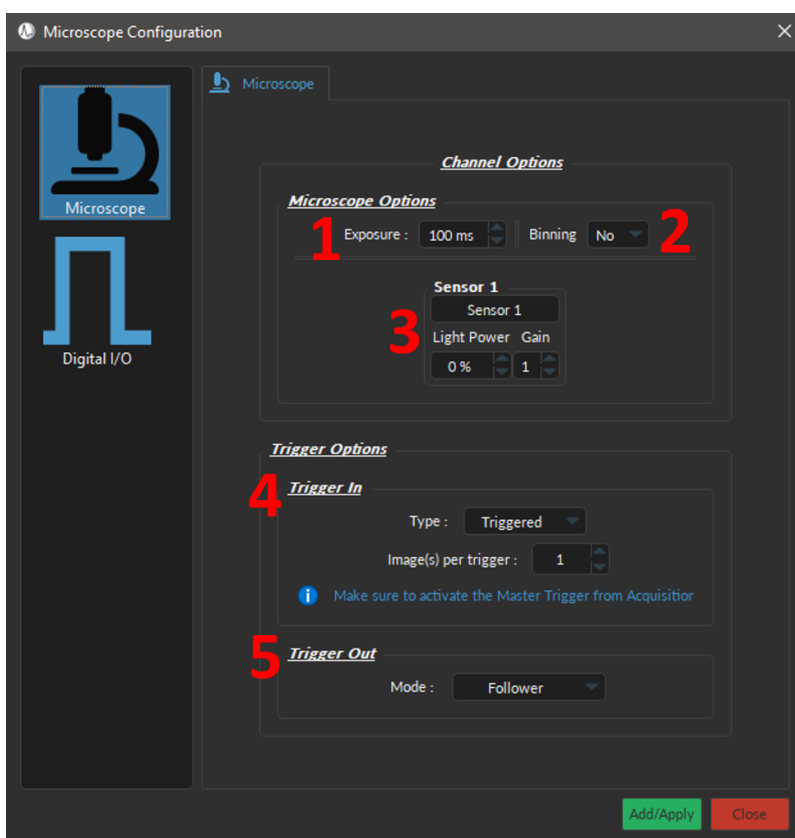 Microscope Configuration
Microscope
Digital I/O
Microscope
Channel Options
Microscope Options
1 Exposure : 100 ms Binning No 2
Sensor 1
Sensor 1
3
Light Power Gain
0 % 1
Trigger Options
4 Trigger In
Type : Triggered
Image(s) per trigger : 1
i Make sure to activate the Master Trigger from Acquisitior
5 Trigger Out
Mode : Follower
Add/Apply Close